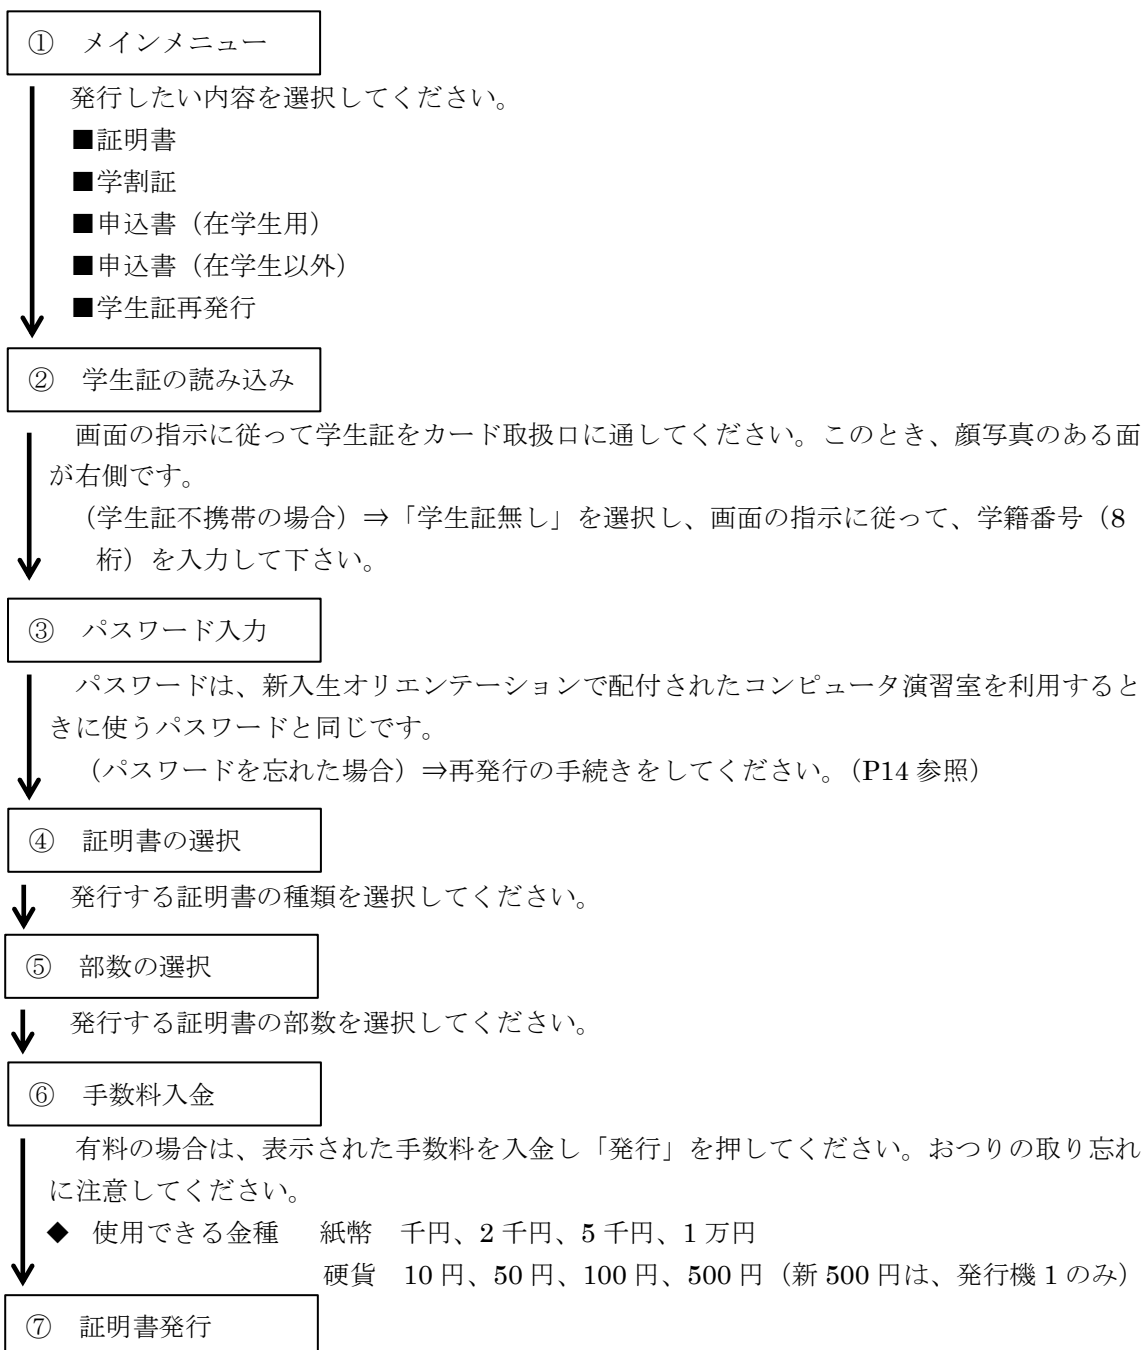 ① メインメニュー
発行したい内容を選択してください。
■証明書
■学割証
■申込書（在学生用）
■申込書（在学生以外）
■学生証再発行
② 学生証の読み込み
画面の指示に従って学生証をカード取扱口に通してください。このとき、顔写真のある面
が右側です。
（学生証不携帯の場合）⇒「学生証無し」を選択し、画面の指示に従って、学籍番号（8
桁）を入力して下さい。
③ パスワード入力
パスワードは、新入生オリエンテーションで配付されたコンピュータ演習室を利用すると
きに使うパスワードと同じです。
（パスワードを忘れた場合）⇒再発行の手続きをしてください。（P14 参照）
④ 証明書の選択
発行する証明書の種類を選択してください。
⑤ 部数の選択
発行する証明書の部数を選択してください。
⑥ 手数料入金
有料の場合は、表示された手数料を入金し「発行」を押してください。おつりの取り忘れ
に注意してください。
◆ 使用できる金種 紙幣 千円、2 千円、5 千円、1 万円
硬貨 10 円、50 円、100 円、500 円（新 500 円は、発行機 1 のみ）
⑦ 証明書発行